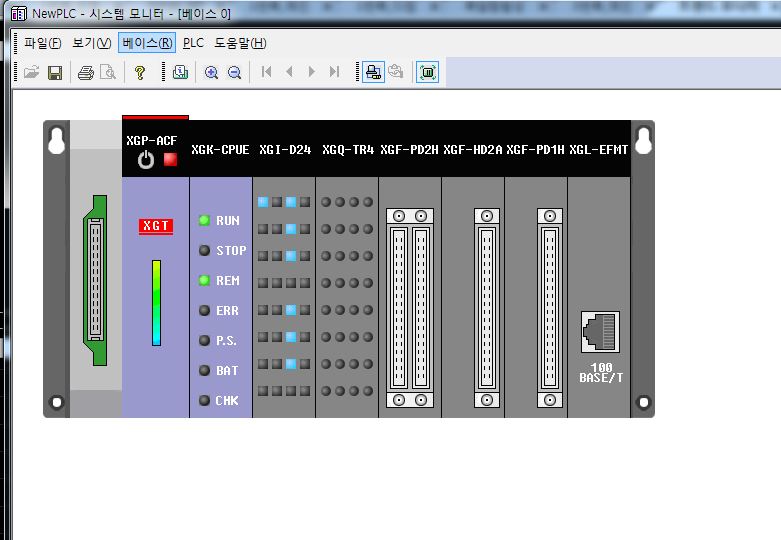 NewPLC - 시스템 모니터 - [베이스 0]
파일(F) 보기(V) 베이스(R) PLC 도움말(H)
XGP-ACF XGK-CPUE XGI-D24 XGQ-TR4 XGF-PD2H XGF-HD2A XGF-PD1H XGL-EFMT
XGT
RUN
STOP
REM
ERR
P.S.
BAT
CHK
100
BASE/T